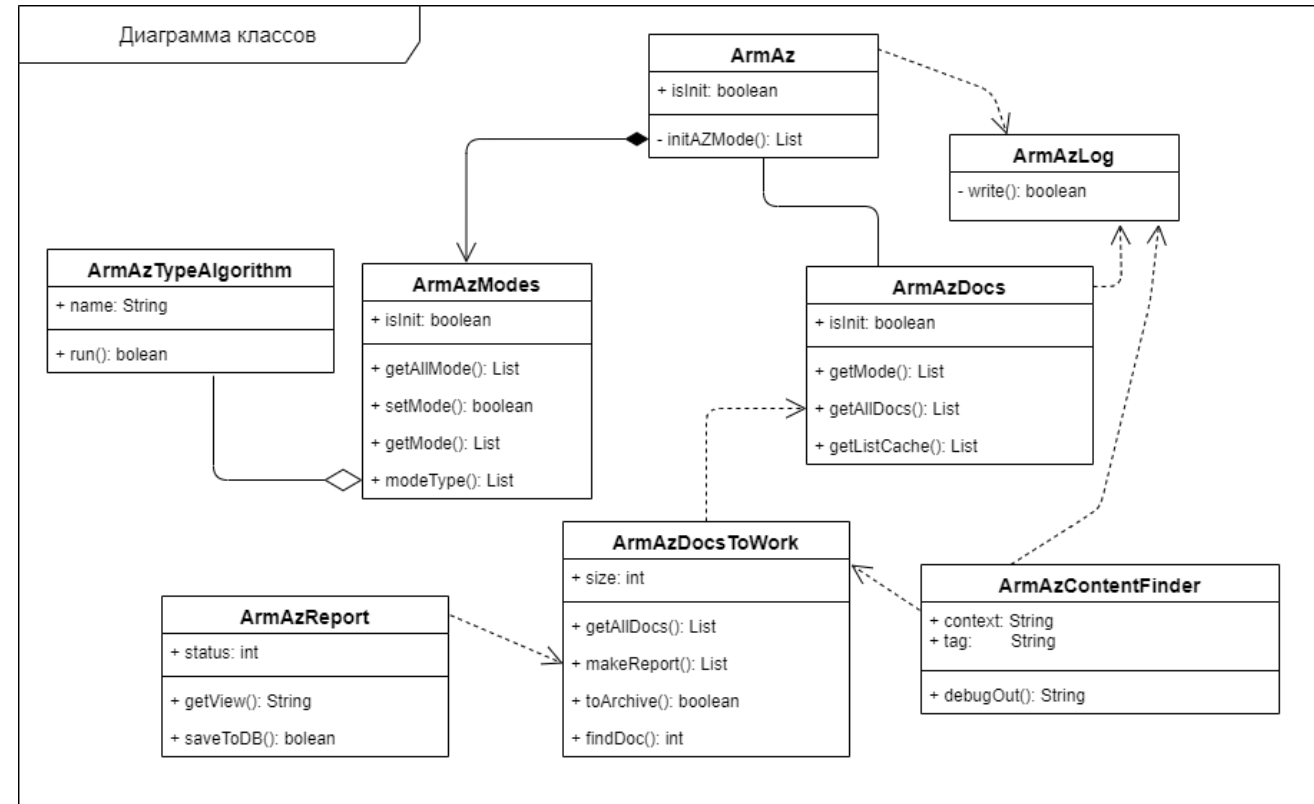 Диаграмма классов
ArmAz
+ isInit: boolean
- initAZMode(): List
ArmAzLog
- write(): boolean
ArmAzTypeAlgorithm
+ name: String
+ run(): bolean
ArmAzModes
+ isInit: boolean
+ getAllMode(): List
+ setMode(): boolean
+ getMode(): List
+ modeType(): List
ArmAzDocs
+ isInit: boolean
+ getMode(): List
+ getAllDocs(): List
+ getListCache(): List
ArmAzDocsToWork
+ size: int
+ getAllDocs(): List
+ makeReport(): List
+ toArchive(): boolean
+ findDoc(): int
ArmAzContentFinder
+ context: String
+ tag: String
+ debugOut(): String
ArmAzReport
+ status: int
+ getView(): String
+ saveToDB(): bolean